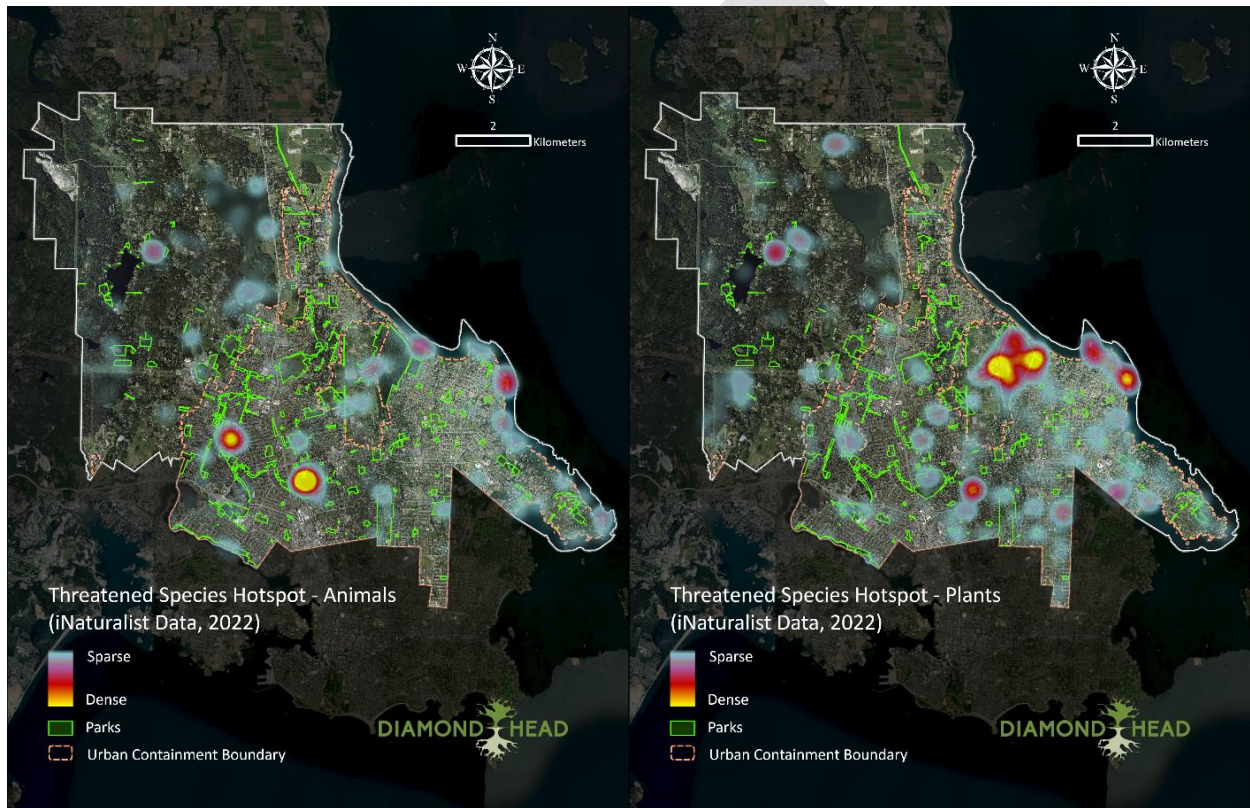 N
W E
S
2
Kilometers
Threatened Species Hotspot - Animals
(iNaturalist Data, 2022)
Sparse
Dense
Parks
Urban Containment Boundary
DIAMOND HEAD
N
W E
S
2
Kilometers
Threatened Species Hotspot - Plants
(iNaturalist Data, 2022)
Sparse
Dense
Parks
Urban Containment Boundary
DIAMOND HEAD